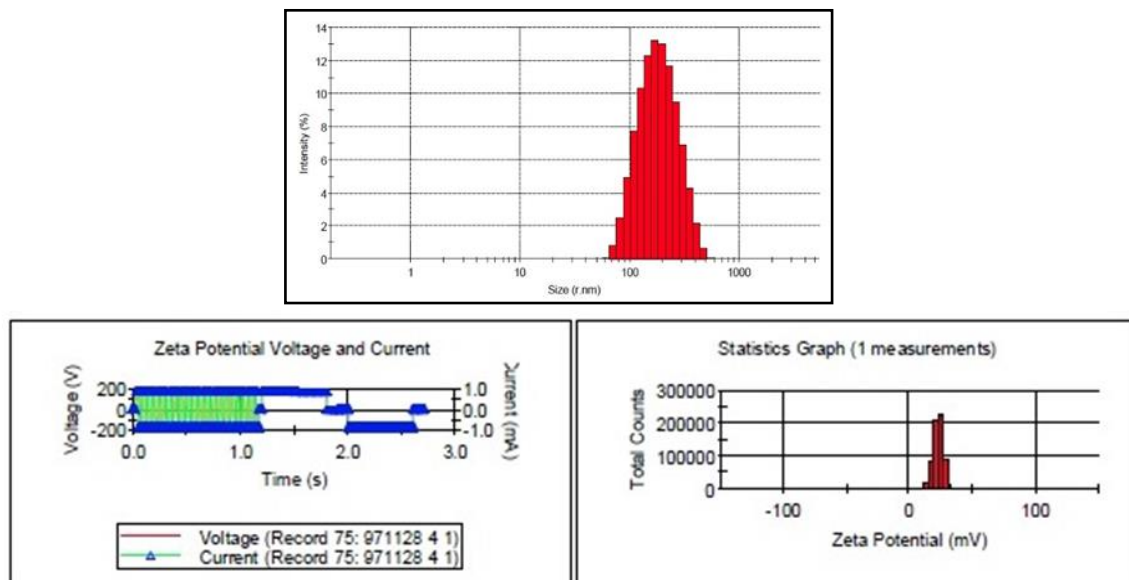 14
12
10
8
6
4
2
0
Intensity (%)
1 10 100 1000
Size (r.nm)
Zeta Potential Voltage and Current
Voltage (V)
200
0
-200
1.0
0.0
-1.0
Current (mA)
0.0 1.0 2.0 3.0
Time (s)
Voltage (Record 75: 971128 4 1)
Current (Record 75: 971128 4 1)
Statistics Graph (1 measurements)
Total Counts
300000
200000
100000
0
-100 0 100
Zeta Potential (mV)